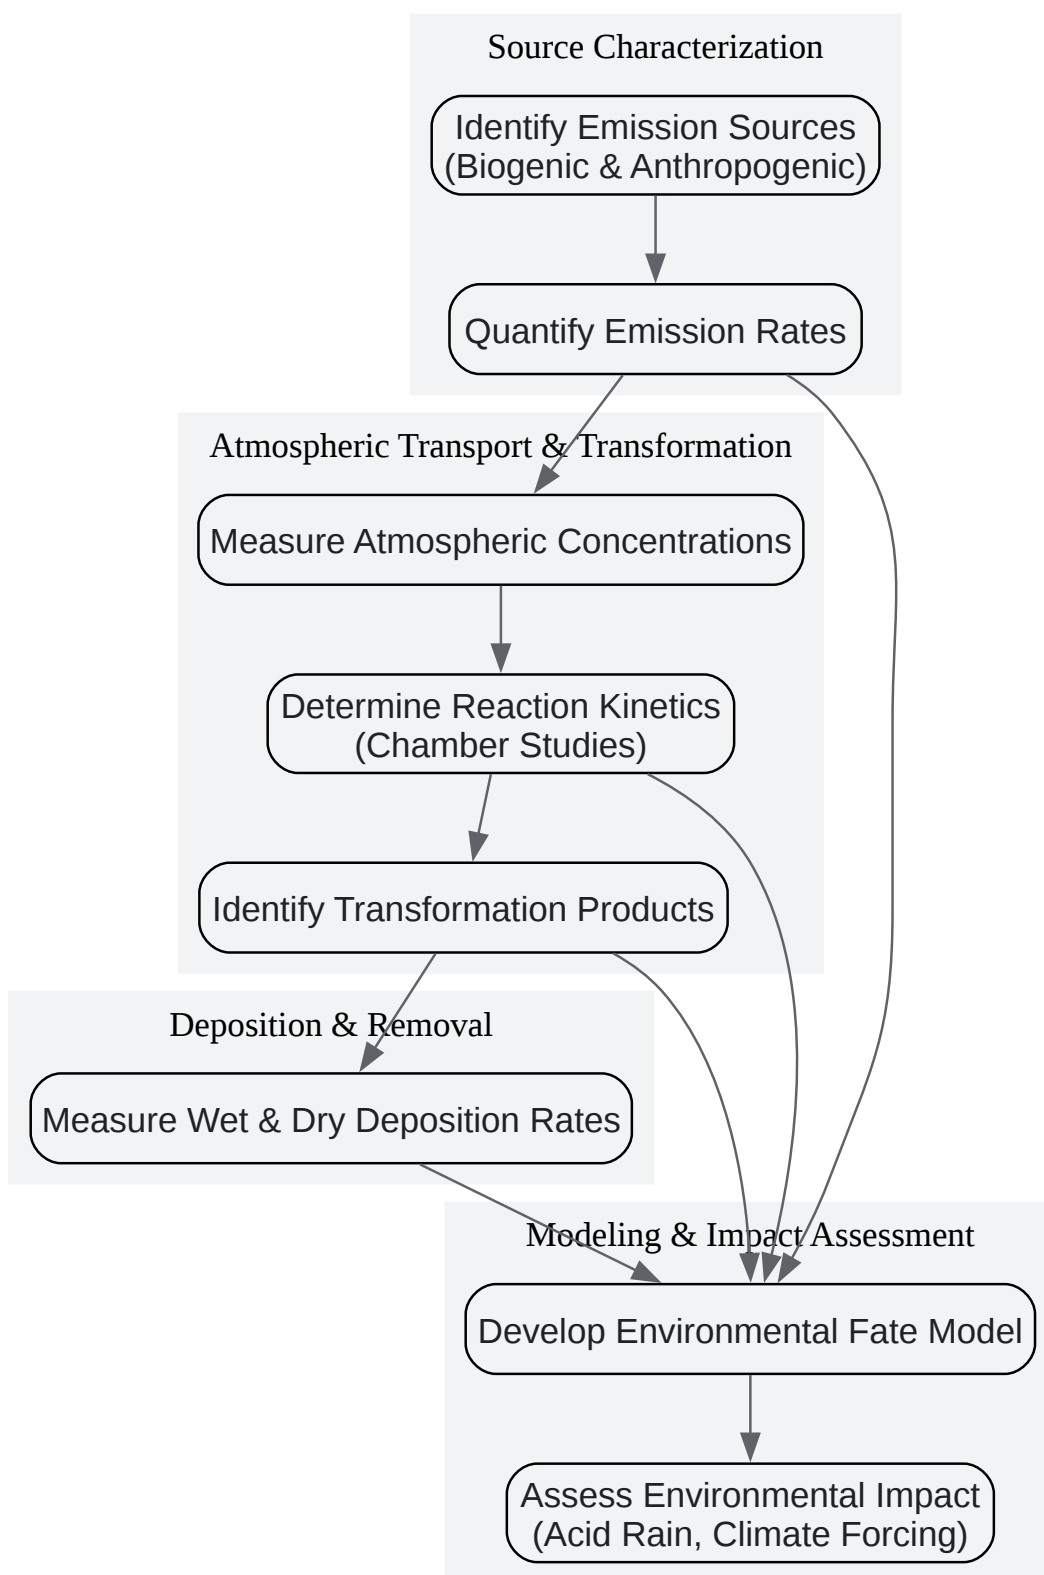 Source Characterization
Identify Emission Sources
(Biogenic & Anthropogenic)
Quantify Emission Rates
Atmospheric Transport & Transformation
Measure Atmospheric Concentrations
Determine Reaction Kinetics
(Chamber Studies)
Identify Transformation Products
Deposition & Removal
Measure Wet & Dry Deposition Rates
Modeling & Impact Assessment
Develop Environmental Fate Model
Assess Environmental Impact
(Acid Rain, Climate Forcing)